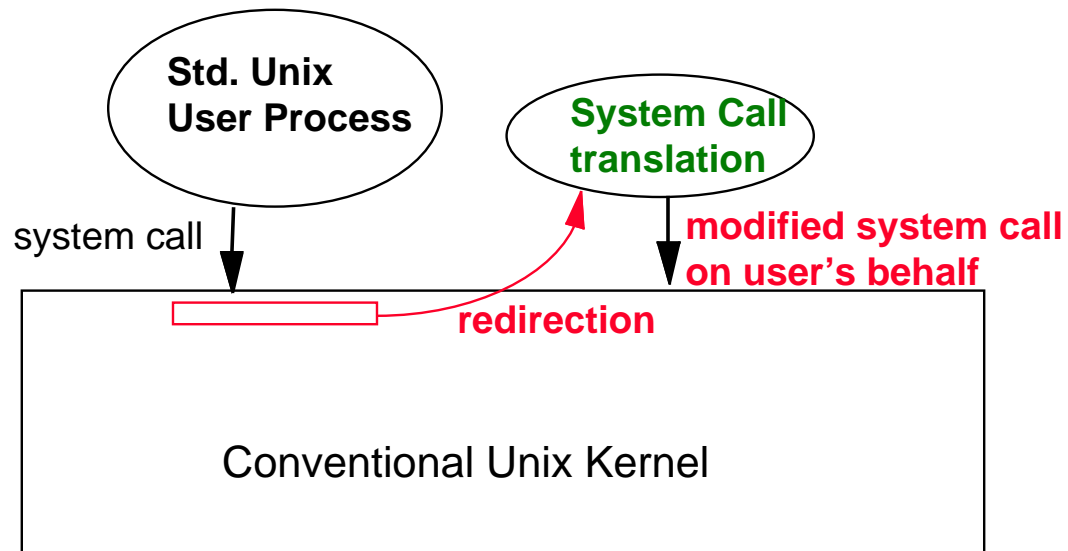 Std. Unix
User Process
System Call
translation
system call
modified system call
on user’s behalf
redirection
Conventional Unix Kernel